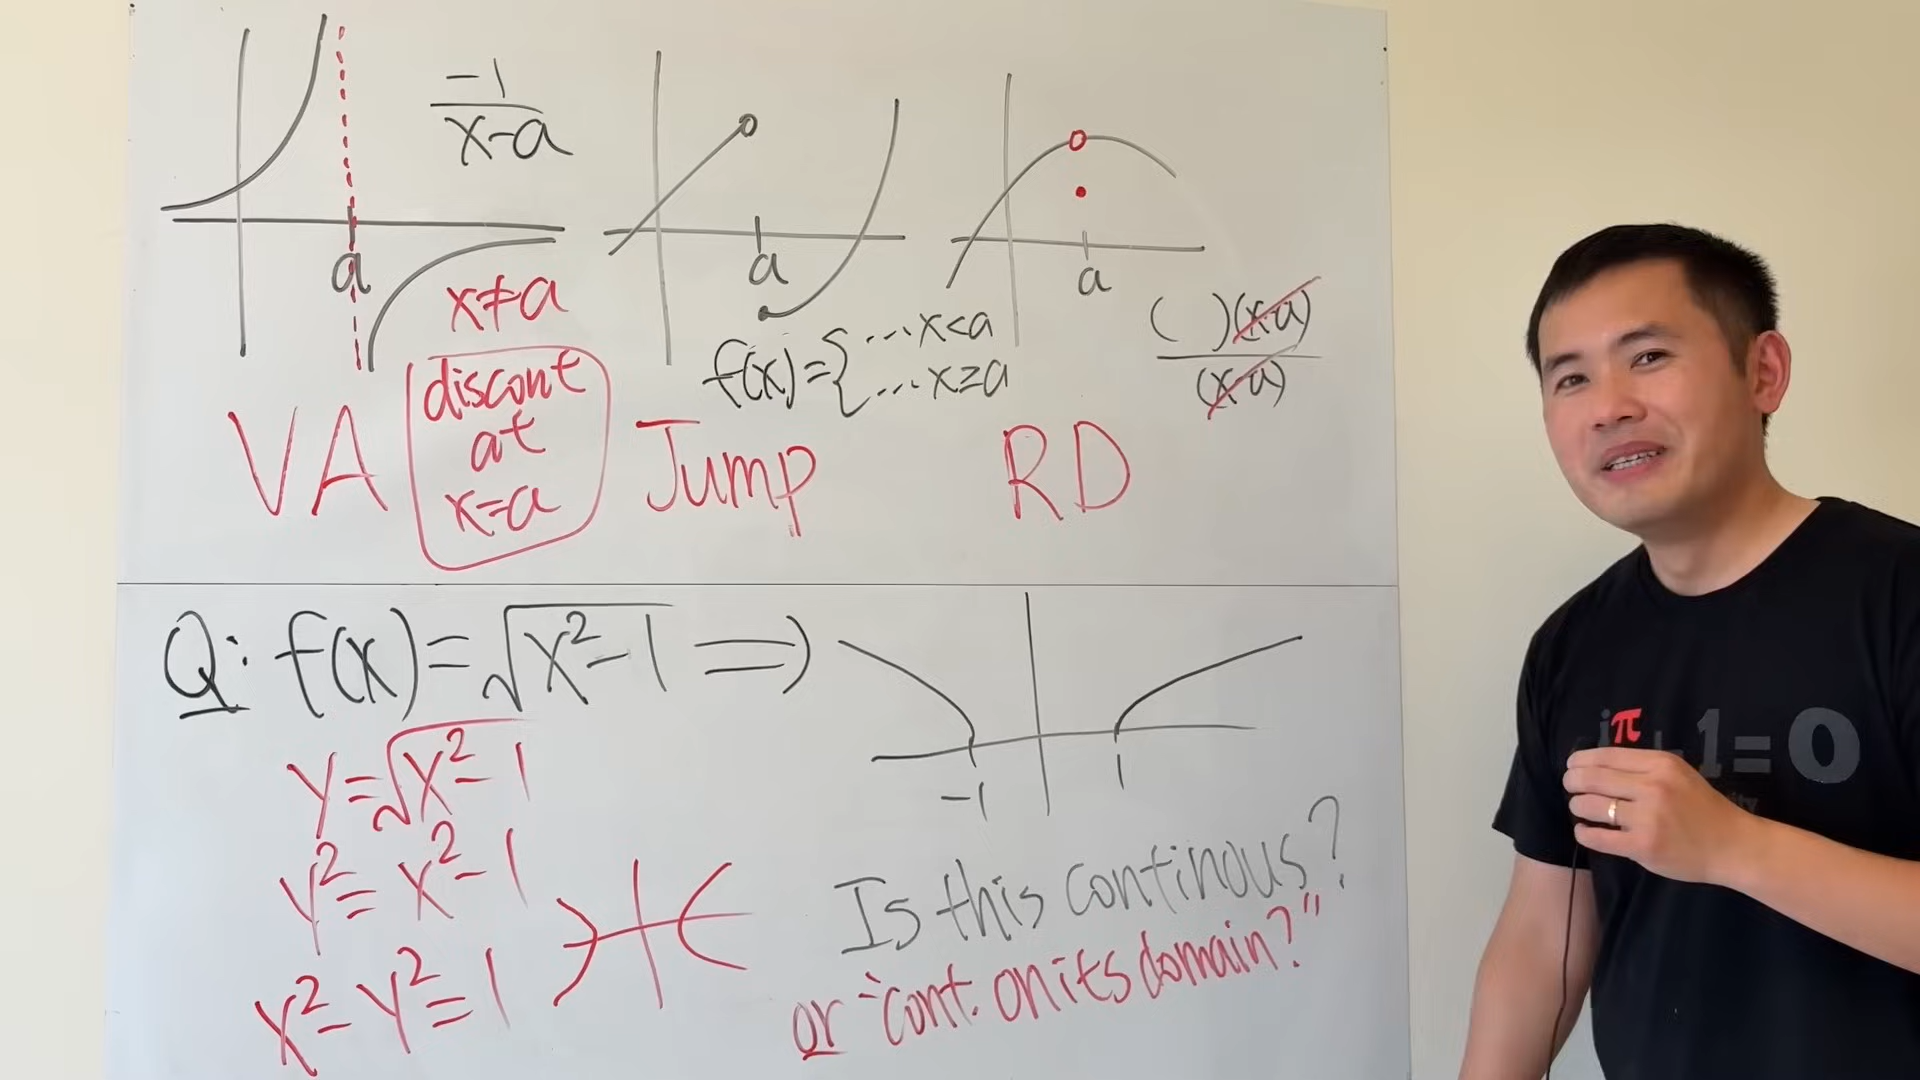 -1
x-a
a
x≠a
discont
at
x=a
VA
a
f(x)={...x<a
...x≥a
Jump
a
( )(x-a)
(x-a)
RD
Q: f(x)=√x²-1 ⇒
-1
1
y=√x²-1
y²=x²-1
x²-y²=1
Is this continous?
or "cont. on its domain?"
iπ
+1=0